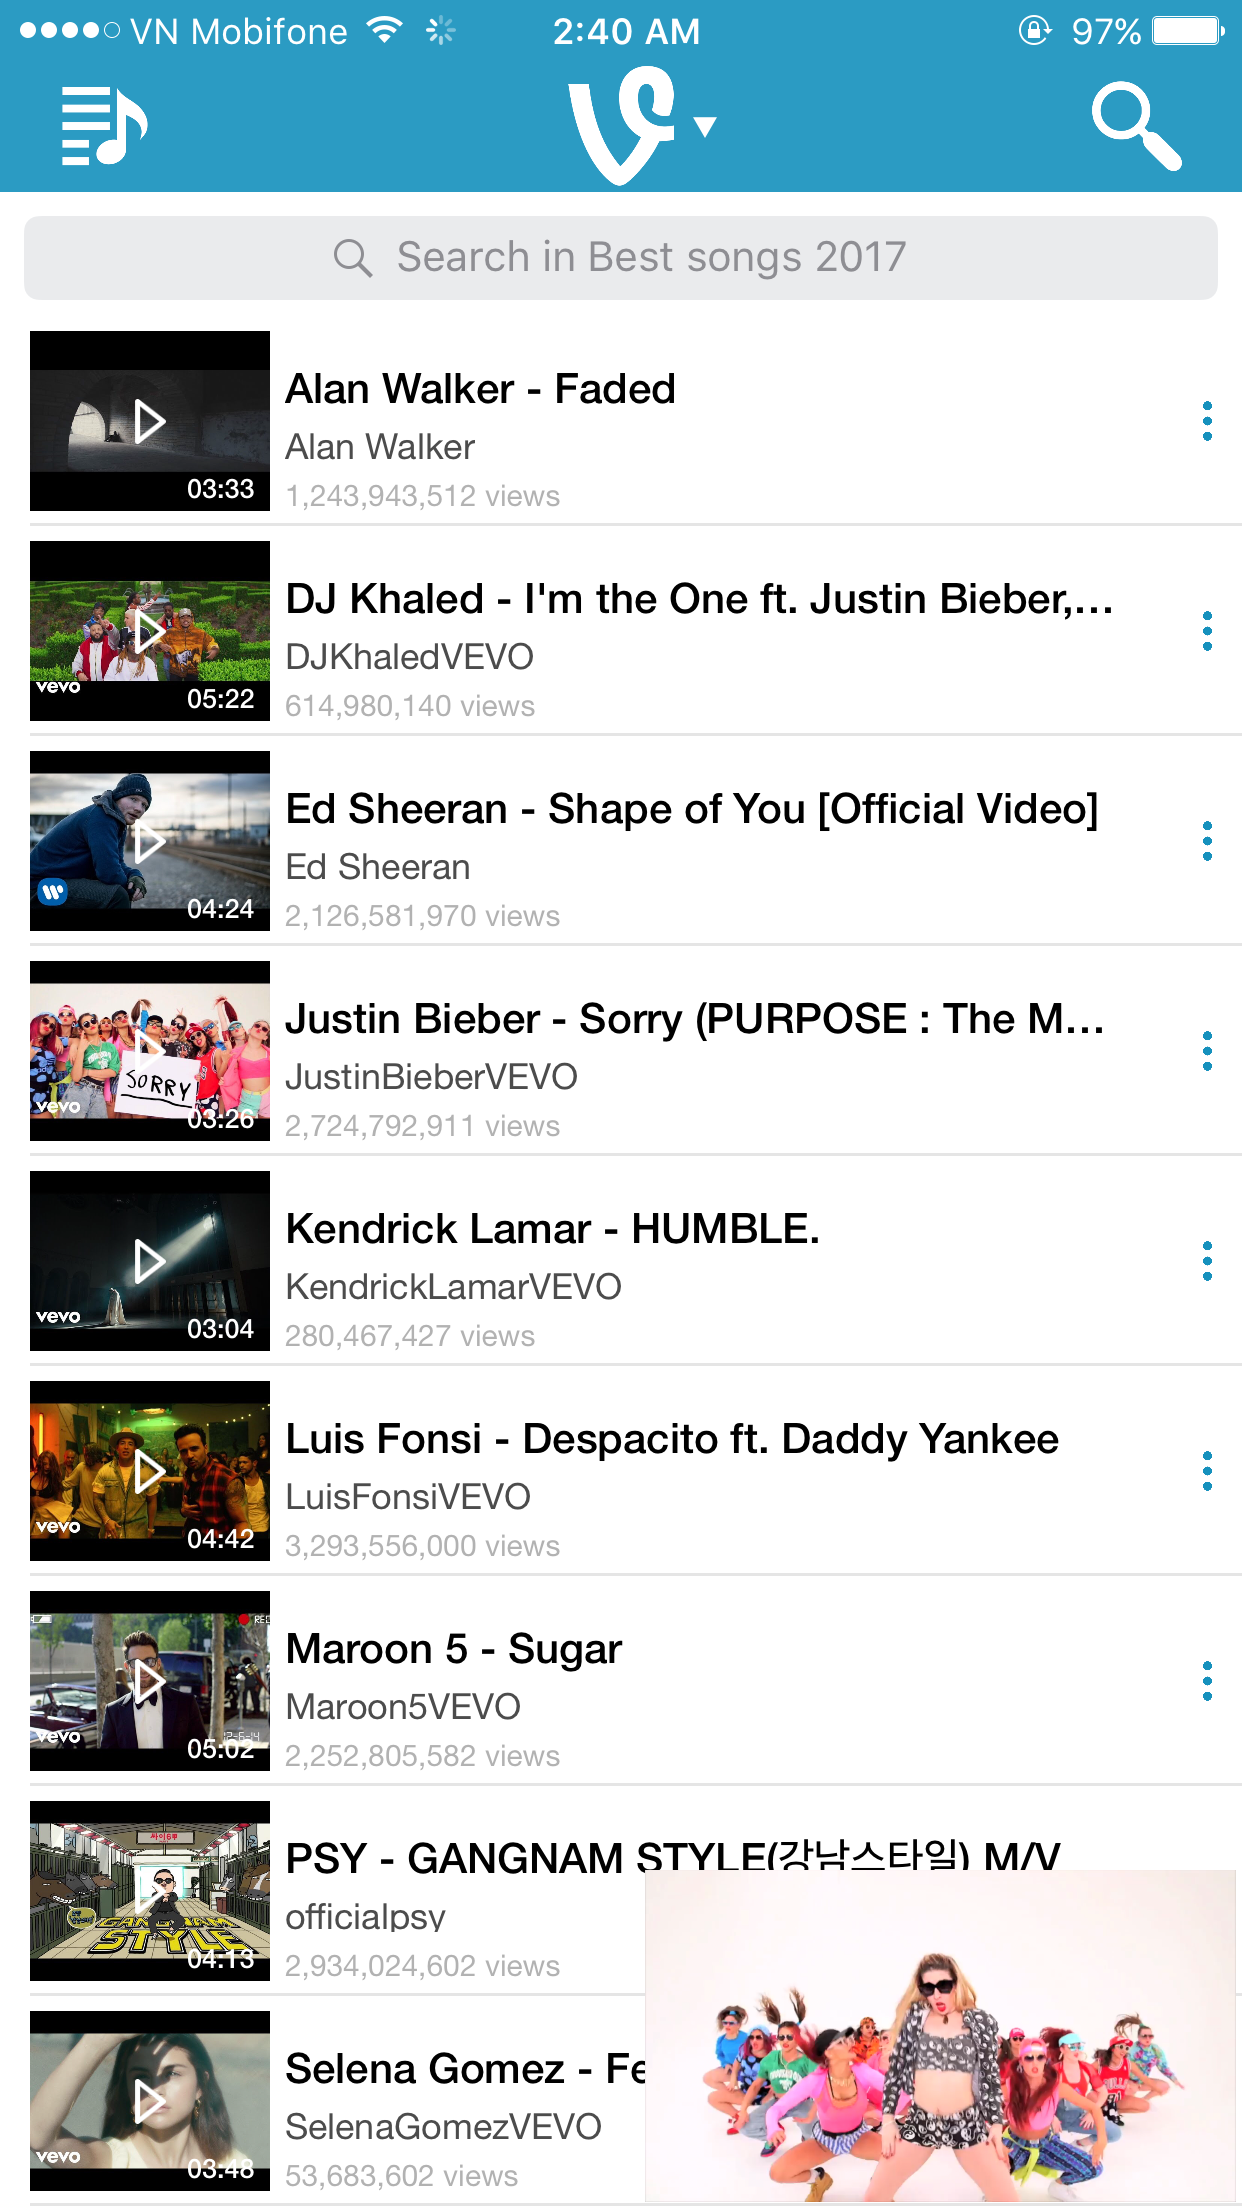 VN Mobifone
2:40 AM
97%
Search in Best songs 2017
Alan Walker - Faded
Alan Walker
1,243,943,512 views
03:33
DJ Khaled - I'm the One ft. Justin Bieber,...
DJKhaledVEVO
614,980,140 views
vevo
05:22
Ed Sheeran - Shape of You [Official Video]
Ed Sheeran
2,126,581,970 views
04:24
Justin Bieber - Sorry (PURPOSE : The M...
JustinBieberVEVO
2,724,792,911 views
SORRY
vevo
03:26
Kendrick Lamar - HUMBLE.
KendrickLamarVEVO
280,467,427 views
vevo
03:04
Luis Fonsi - Despacito ft. Daddy Yankee
LuisFonsiVEVO
3,293,556,000 views
vevo
04:42
REC
Maroon 5 - Sugar
Maroon5VEVO
2,252,805,582 views
vevo
05:02
PSY - GANGNAM STYLE(강남스타일) M/V
officialpsy
2,934,024,602 views
GANGNAM
STYLE
04:13
Selena Gomez - Fe
SelenaGomezVEVO
53,683,602 views
vevo
03:48